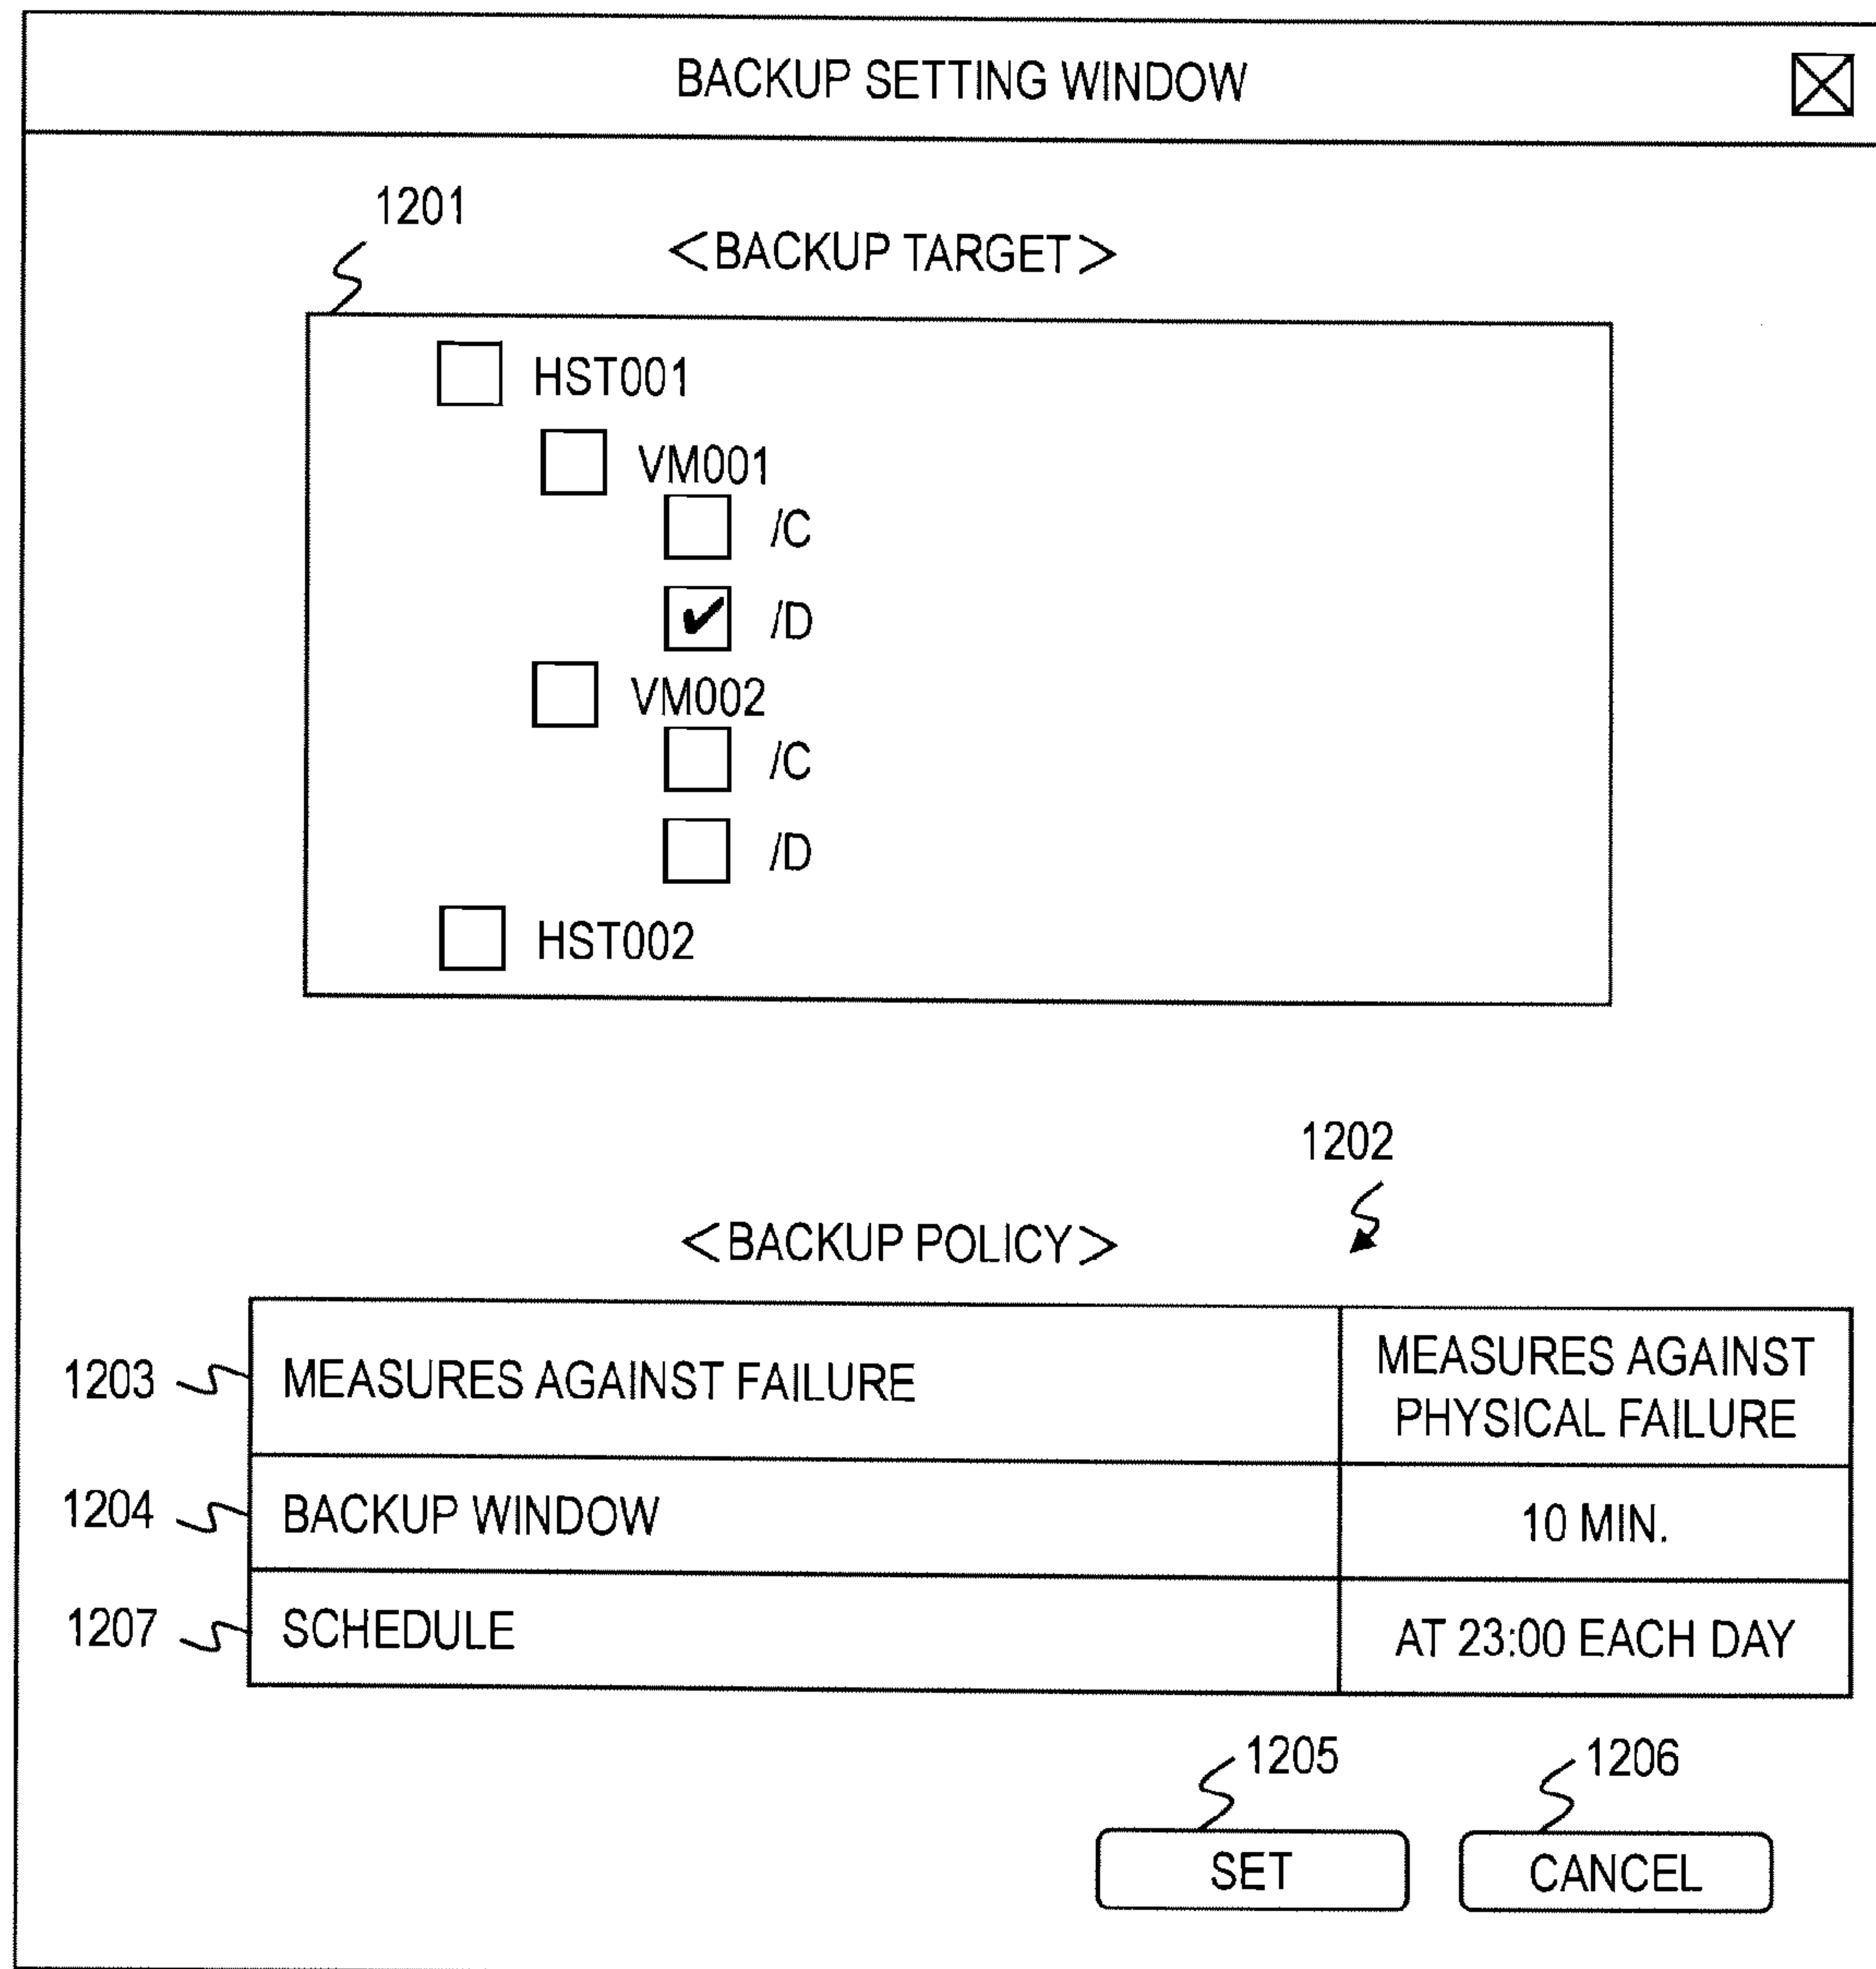 BACKUP SETTING WINDOW
1201
<BACKUP TARGET>
HST001
VM001
/C
/D
VM002
/C
/D
HST002
1202
<BACKUP POLICY>
1203
MEASURES AGAINST FAILURE
MEASURES AGAINST
PHYSICAL FAILURE
1204
BACKUP WINDOW
10 MIN.
1207
SCHEDULE
AT 23:00 EACH DAY
1205
1206
SET
CANCEL